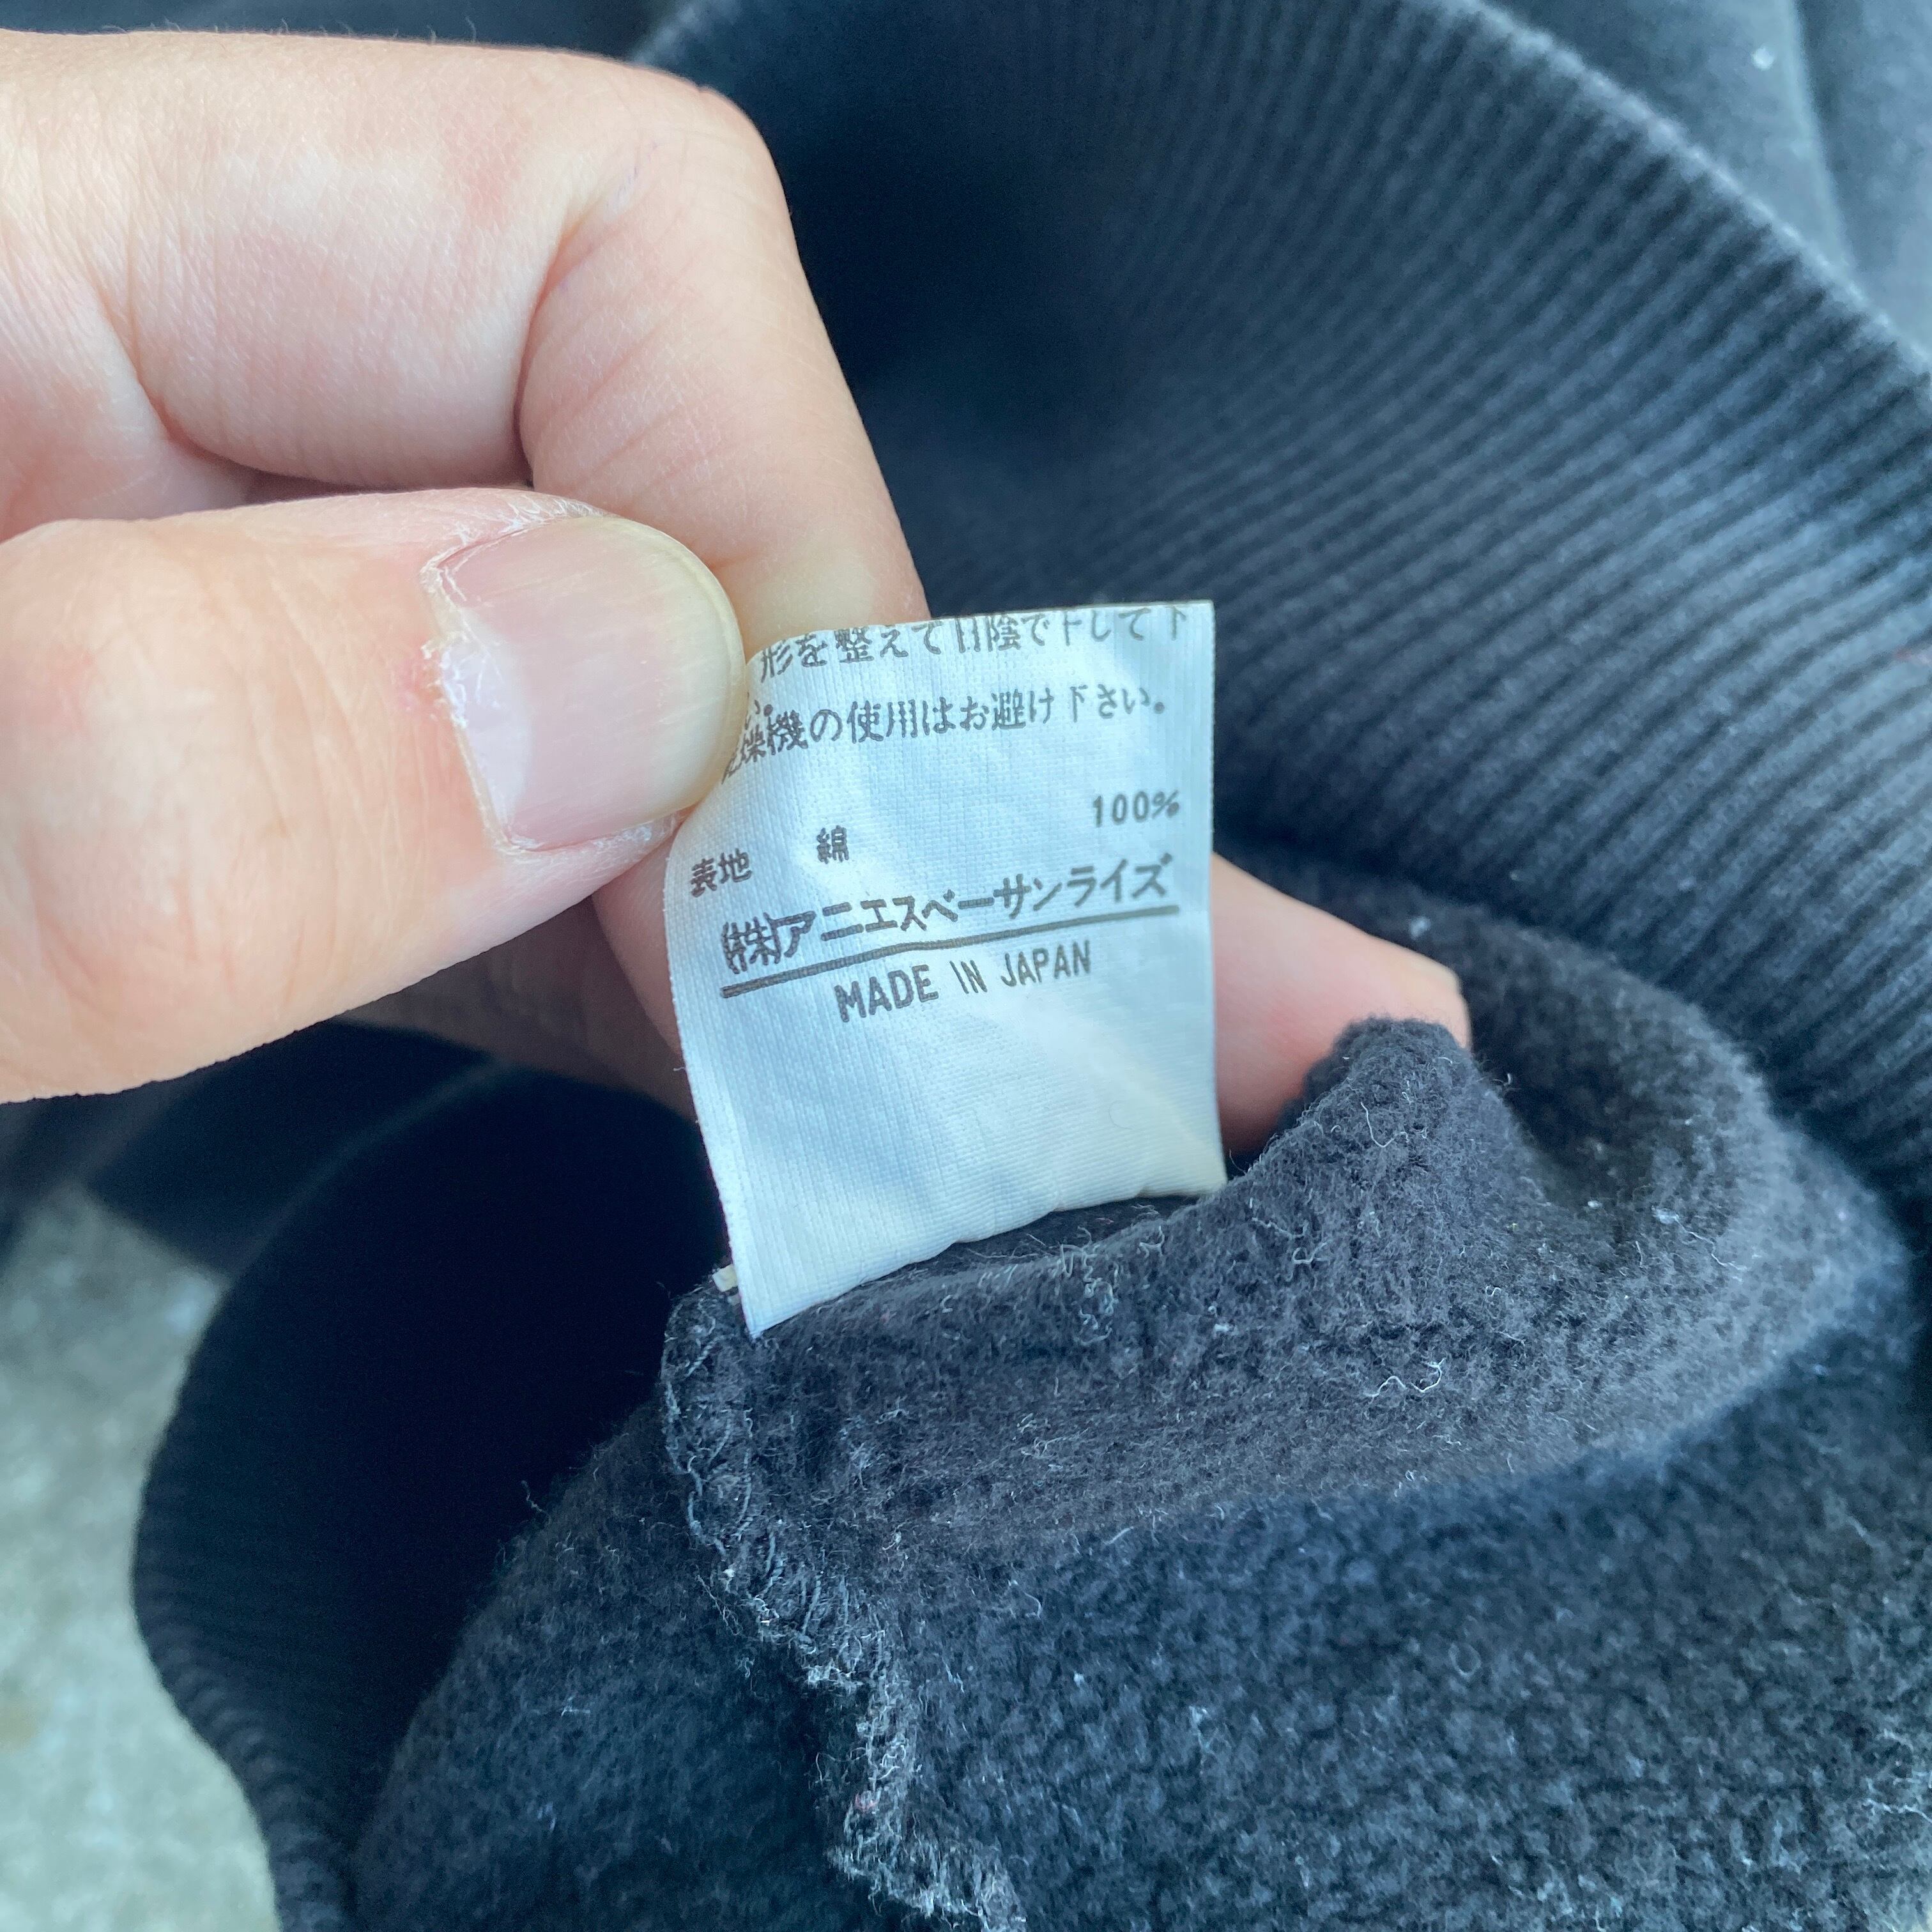 形を整えて日陰で干して下
い。
燥機の使用はお避け下さい。
表地 綿 100%
(株)アニエスベーサンライズ
MADE IN JAPAN